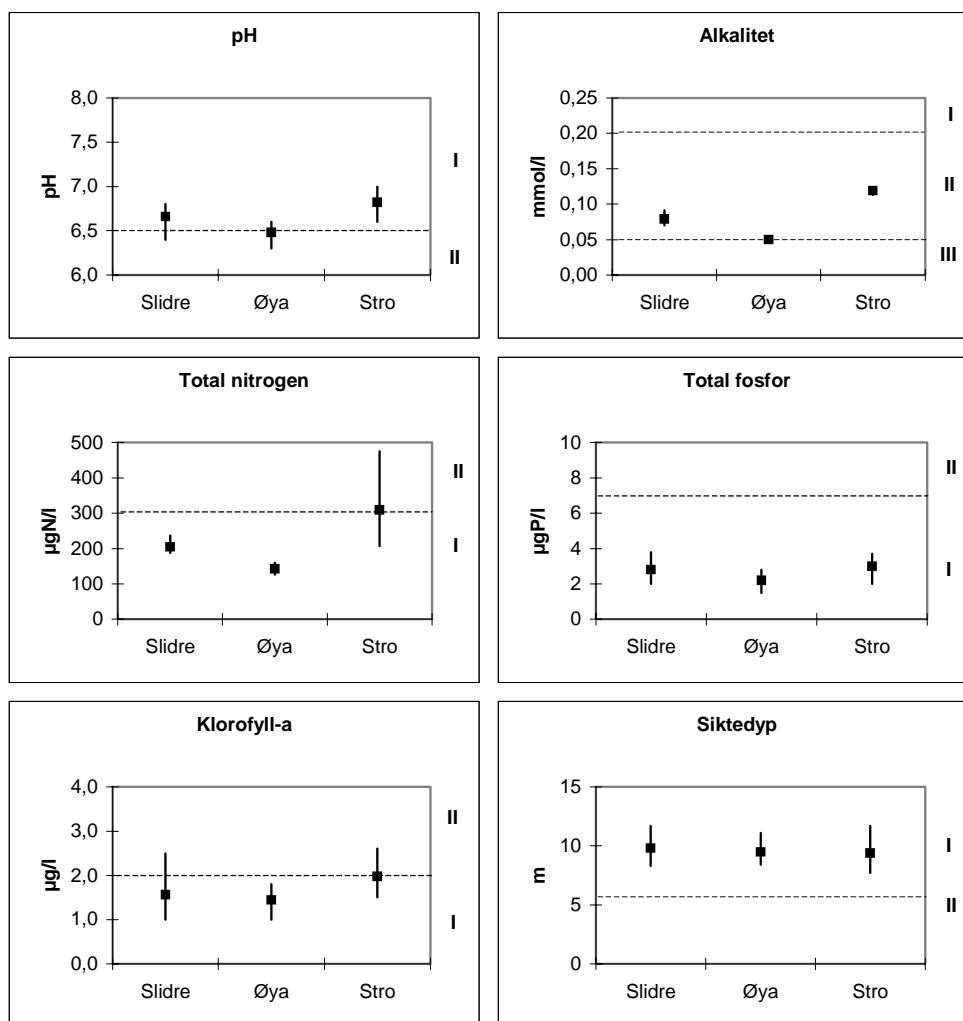 pH
8,0
7,5
7,0
6,5
6,0
pH
Slidre Øya Stro
I
II
Alkalitet
0,25
0,20
0,15
0,10
0,05
0,00
mmol/l
Slidre Øya Stro
I
II
III
Total nitrogen
500
400
300
200
100
0
µgN/l
Slidre Øya Stro
II
I
Total fosfor
10
8
6
4
2
0
µgP/l
Slidre Øya Stro
II
I
Klorofyll-a
4,0
3,0
2,0
1,0
0,0
µg/l
Slidre Øya Stro
II
I
Siktedyp
15
10
5
0
m
Slidre Øya Stro
I
II